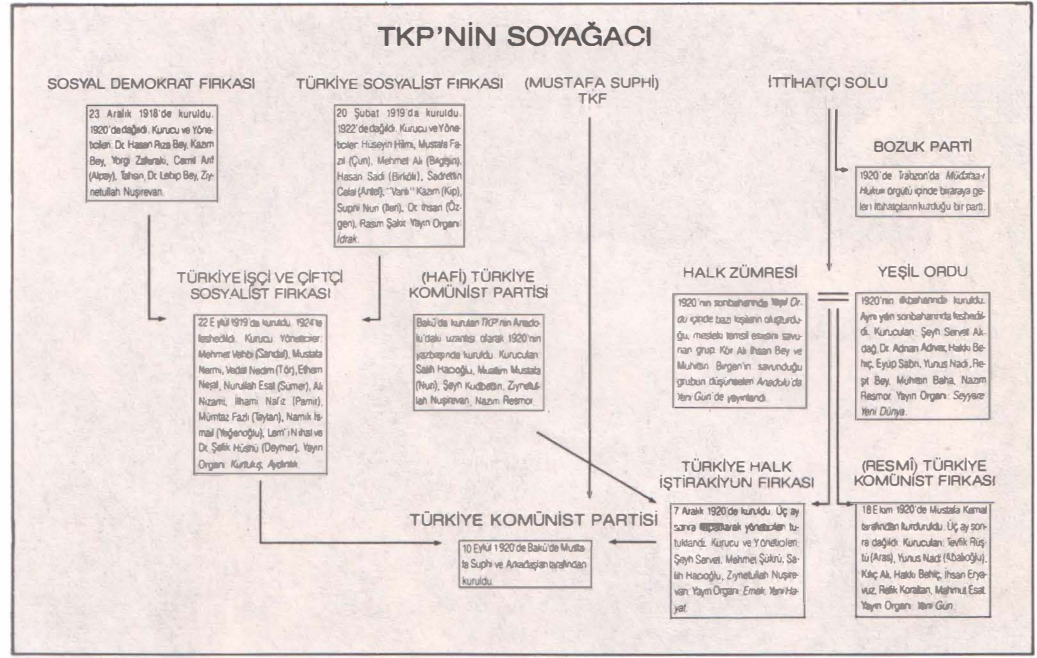 TKP'NİN SOYAĞACI
SOSYAL DEMOKRAT FIRKASI
23 Aralık 1918'de kuruldu.
1920'de dağıldı. Kurucu ve Yöne-
ticileri: Dr. Hasan Rıza Bey, Kazım
Bey, Yorgi Zaferaki, Cemil Arif
(Alpay), Tahsin, Dr. Lebip Bey, Ziy-
netullah Nuşirevan.
TÜRKİYE SOSYALİST FIRKASI
20 Şubat 1919'da kuruldu.
1922'de dağıldı. Kurucu ve Yöne-
ticiler: Hüseyin Hilmi, Mustafa Fa-
zıl (Çun), Mehmet Ali (Bilgişin),
Hasan Sadi (Birkök), Sadrettin
Celal (Antel), "Vanlı" Kazım (Kip),
Suphi Nuri (İleri), Dr. İhsan (Öz-
gen), Rasim Şakir. Yayın Organı:
İdrak.
(MUSTAFA SUPHİ)
TKF
İTTİHATÇI SOLU
BOZUK PARTİ
1920'de Trabzon'da Müdafaa-ı
Hukuk örgütü içinde biraraya ge-
len ittihatçıların kurduğu bir parti.
TÜRKİYE İŞÇİ VE ÇİFTÇİ
SOSYALİST FIRKASI
22 Eylül 1919'da kuruldu. 1924'te
feshedildi. Kurucu Yöneticiler:
Mehmet Vehbi (Sandal), Mustafa
Nermi, Vedat Nedim (Tör), Ethem
Nejat, Nurullah Esat (Sümer), Ali
Nizami, İlhami Nafiz (Pamir),
Mümtaz Fazlı (Taylan), Namık İs-
mail (Yeğenoğlu), Lem'i Nihat ve
Dr. Şefik Hüsnü (Deymer), Yayın
Organı: Kurtuluş, Aydınlık.
(HAFİ) TÜRKİYE
KOMÜNİST PARTİSİ
Bakü'da kurulan TKP'nin Anado-
lu'daki uzantısı olarak 1920'nin
yazbaşında kuruldu. Kurucuları:
Salih Hacıoğlu, Muallim Mustafa
(Nuri), Şeyh Kudbettin, Ziynetul-
lah Nuşirevan, Nazım Resmor.
HALK ZÜMRESİ
1920'nin sonbaharında Yeşil Or-
du içinde bazı kişilerin oluşturdu-
ğu, mesleki temsil esasını savu-
nan grup. Kör Ali İhsan Bey ve
Muhittin Birgen'in savunduğu
grubun düşünceleri Anadolu'da
Yeni Gün'de yayınlandı.
YEŞİL ORDU
1920'nin ilkbaharında kuruldu.
Aynı yılın sonbaharında feshedil-
di. Kurucuları: Şeyh Servet Ak-
dağ, Dr. Adnan Adıvar, Hakkı Be-
hiç, Eyüp Sabri, Yunus Nadi, Re-
şit Bey, Muhittin Baha, Nazım
Resmor. Yayın Organı: Seyyare
Yeni Dünya.
TÜRKİYE KOMÜNİST PARTİSİ
10 Eylül 1920'de Bakü'de Musta-
fa Suphi ve Arkadaşları tarafından
kuruldu.
TÜRKİYE HALK
İŞTİRAKİYUN FIRKASI
7 Aralık 1920'de kuruldu. Üç ay
sonra kapatılarak yöneticileri tu-
tuklandı. Kurucu ve Yöneticileri:
Şeyh Servet, Mehmet Şükrü, Sa-
lih Hacıoğlu, Ziynetullah Nuşire-
van. Yayın Organı: Emek, Yeni Ha-
yat.
(RESMÎ) TÜRKİYE
KOMÜNİST FIRKASI
18 Ekim 1920'de Mustafa Kemal
tarafından kurduruldu. Üç ay son-
ra dağıldı. Kurucuları: Tevfik Rüş-
tü (Aras), Yunus Nadi (Abalıoğlu),
Kılıç Ali, Hakkı Behiç, İhsan Erya-
vuz, Refik Koraltan, Mahmut Esat.
Yayın Organı: Yeni Gün.